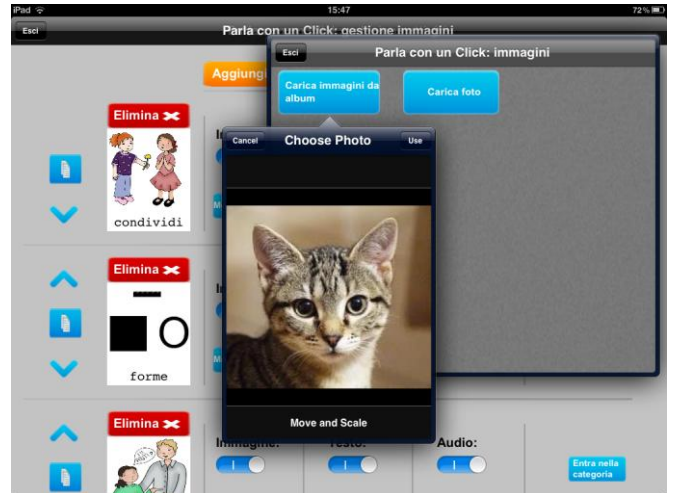 iPad 15:47 72%
Esci Parla con un Click: gestione immagini
Esci Parla con un Click: immagini
Aggiungi
Carica immagini da
album
Carica foto
Elimina
Cancel Choose Photo Use
condividi
Elimina
forme
Move and Scale
Elimina
Immagine: Testo: Audio:
Entra nella
categoria